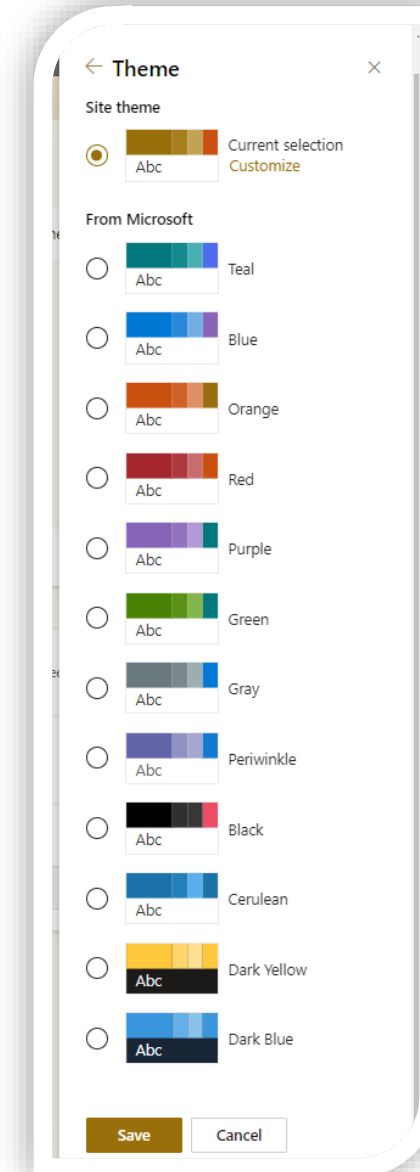 Theme
Site theme
Abc
Current selection
Customize
From Microsoft
Abc
Teal
Abc
Blue
Abc
Orange
Abc
Red
Abc
Purple
Abc
Green
Abc
Gray
Abc
Periwinkle
Abc
Black
Abc
Cerulean
Abc
Dark Yellow
Abc
Dark Blue
Save
Cancel